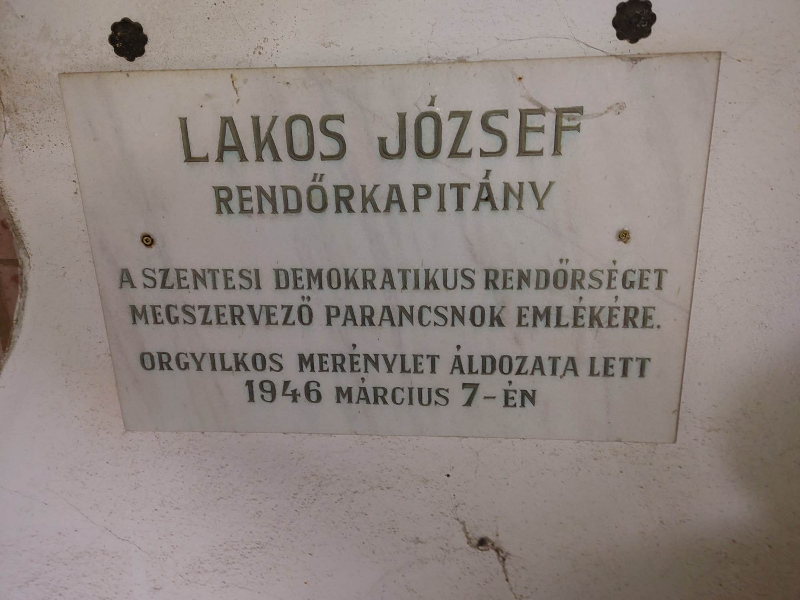 LAKOS JÓZSEF
RENDŐRKAPITÁNY
A SZENTESI DEMOKRATIKUS RENDŐRSÉGET
MEGSZERVEZŐ PARANCSNOK EMLÉKÉRE.
ORGYILKOS MERÉNYLET ÁLDOZATA LETT
1946 MÁRCIUS 7-ÉN